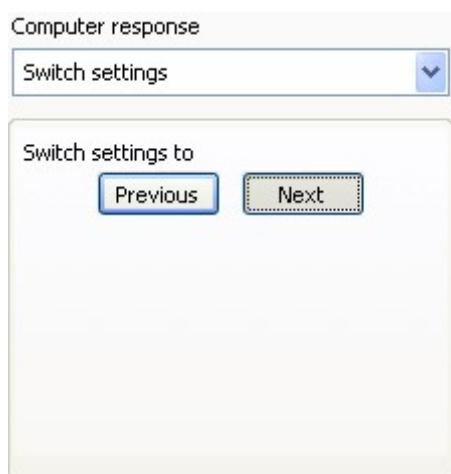 Computer response
Switch settings
Switch settings to
Previous Next